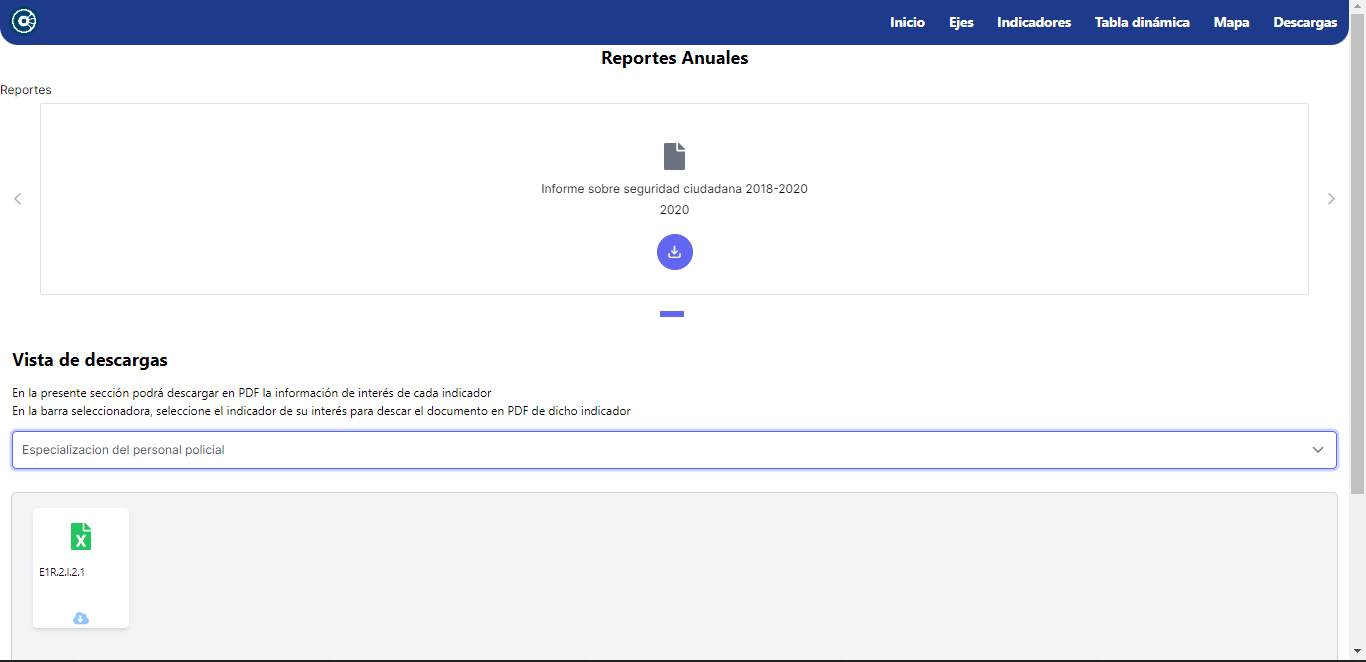 Inicio Ejes Indicadores Tabla dinámica Mapa Descargas
Reportes Anuales
Reportes
Informe sobre seguridad ciudadana 2018-2020
2020
Vista de descargas
En la presente sección podrá descargar en PDF la información de interés de cada indicador
En la barra seleccionadora, seleccione el indicador de su interés para descar el documento en PDF de dicho indicador
Especializacion del personal policial
X
E1R.2.I.2.1